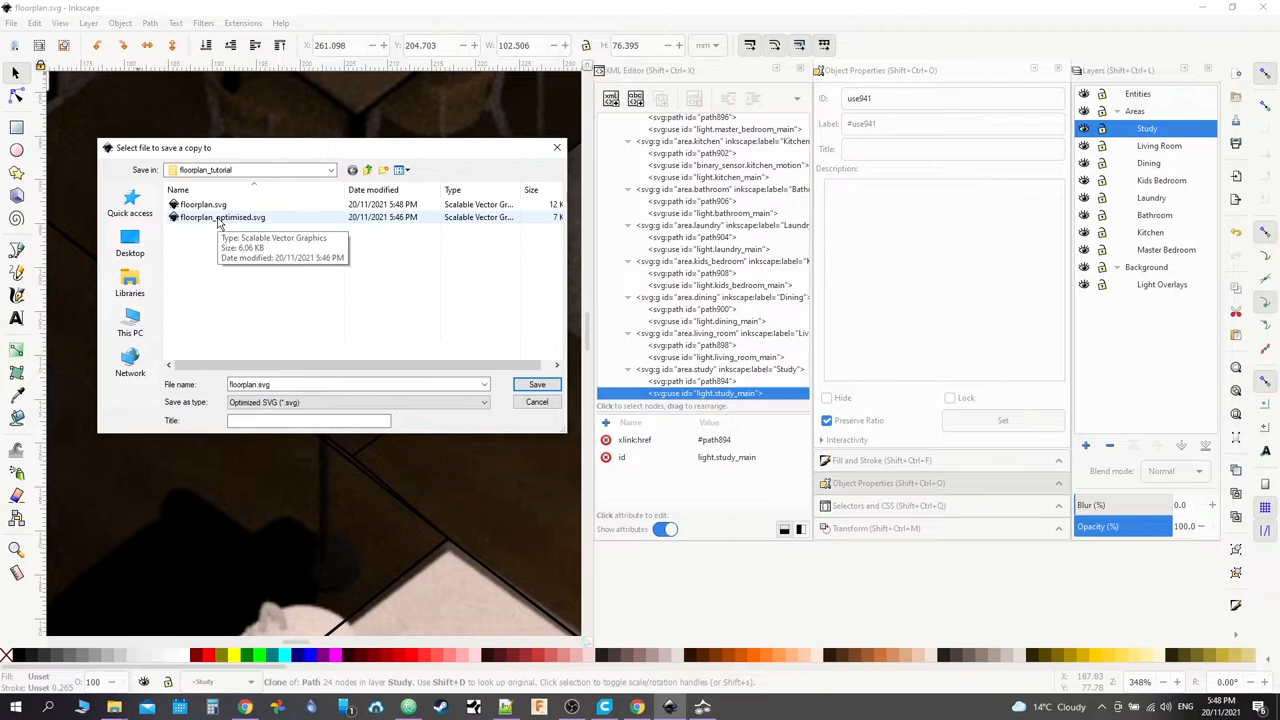 floorplan.svg - Inkscape
File Edit View Layer Object Path Text Filters Extensions Help
X: 261.098 Y: 204.703 W: 102.506 H: 76.395 mm
Select file to save a copy to
Save in: floorplan_tutorial
Name Date modified Type Size
floorplan.svg 20/11/2021 5:48 PM Scalable Vector Gr... 12 K
floorplan_optimised.svg 20/11/2021 5:46 PM Scalable Vector Gr... 7 K
Type: Scalable Vector Graphics
Size: 6.06 KB
Date modified: 20/11/2021 5:46 PM
Quick access
Desktop
Libraries
This PC
Network
File name: floorplan.svg Save
Save as type: Optimized SVG (*.svg) Cancel
Title:
XML Editor (Shift+Ctrl+X)
<svg:path id="path896">
<svg:use id="light.master_bedroom_main">
<svg:g id="area.kitchen" inkscape:label="Kitchen
<svg:path id="path902">
<svg:use id="binary_sensor.kitchen_motion">
<svg:use id="light.kitchen_main">
<svg:g id="area.bathroom" inkscape:label="Bathr
<svg:path id="path906">
<svg:use id="light.bathroom_main">
<svg:g id="area.laundry" inkscape:label="Laundr
<svg:path id="path904">
<svg:use id="light.laundry_main">
<svg:g id="area.kids_bedroom" inkscape:label="K
<svg:path id="path908">
<svg:use id="light.kids_bedroom_main">
<svg:g id="area.dining" inkscape:label="Dining">
<svg:path id="path900">
<svg:use id="light.dining_main">
<svg:g id="area.living_room" inkscape:label="Liv
<svg:path id="path898">
<svg:use id="light.living_room_main">
<svg:g id="area.study" inkscape:label="Study">
<svg:path id="path894">
<svg:use id="light.study_main">
Click to select nodes, drag to rearrange.
Name Value
xlink:href #path894
id light.study_main
Click attribute to edit.
Show attributes
Object Properties (Shift+Ctrl+O)
ID: use941
Label: #use941
Title:
Description:
Hide Lock
Preserve Ratio Set
Interactivity
Fill and Stroke (Shift+Ctrl+F)
Object Properties (Shift+Ctrl+O)
Selectors and CSS (Shift+Ctrl+Q)
Transform (Shift+Ctrl+M)
Layers (Shift+Ctrl+L)
Entities
Areas
Study
Living Room
Dining
Kids Bedroom
Laundry
Bathroom
Kitchen
Master Bedroom
Background
Light Overlays
Blend mode: Normal
Blur (%) 0.0
Opacity (%) 100.0
Fill: Unset
Stroke: Unset 0.265
O: 100
Study
Clone of: Path 24 nodes in layer Study. Use Shift+D to look up original. Click selection to toggle scale/rotation handles (or Shift+s).
X: 187.83
Y: 77.78
Z: 348% R: 0.00°
14°C Cloudy ENG
5:48 PM
20/11/2021